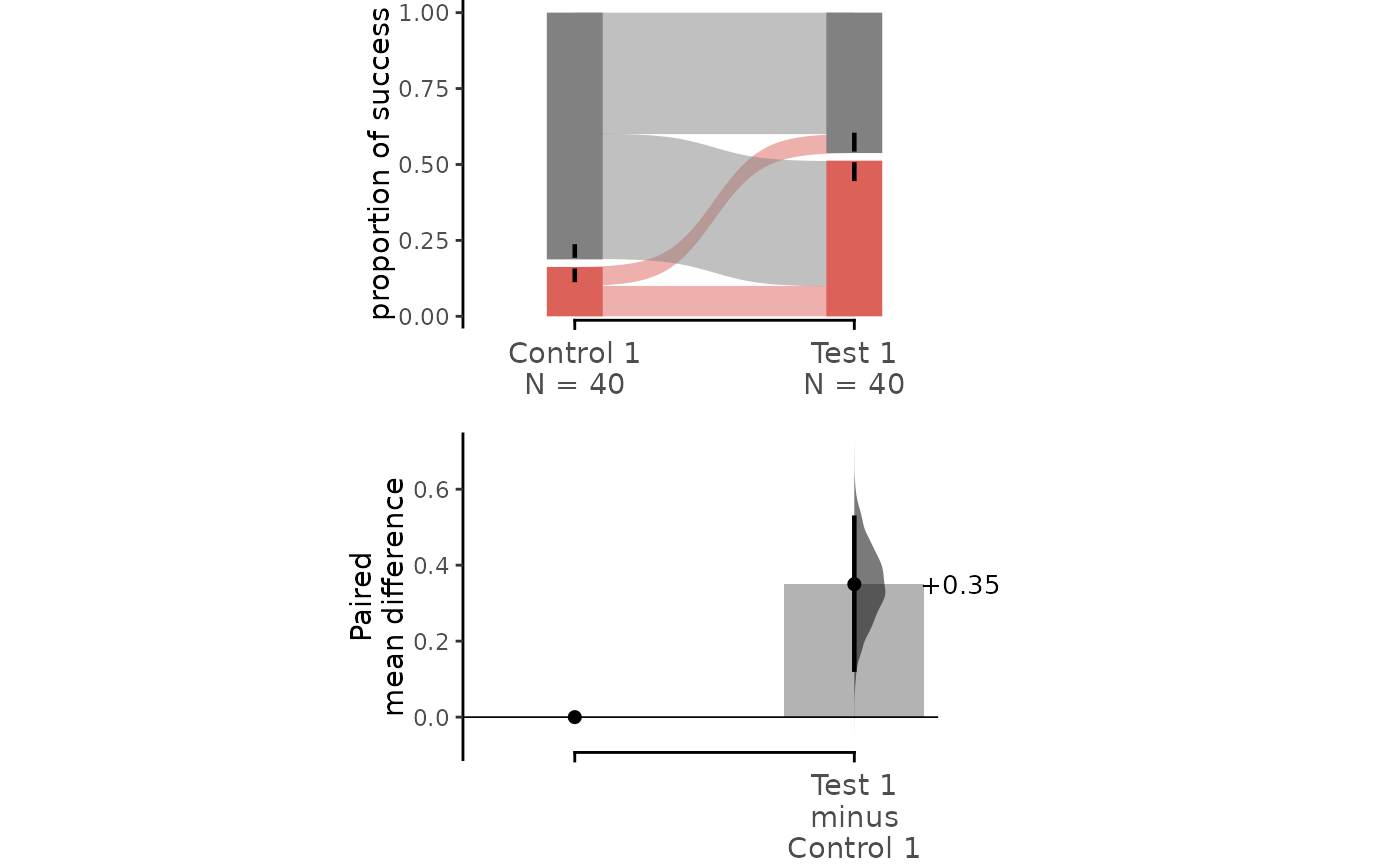 proportion of success
1.00
0.75
0.50
0.25
0.00
Control 1
N = 40
Test 1
N = 40
Paired
mean difference
0.6
0.4
0.2
0.0
+0.35
Test 1
minus
Control 1